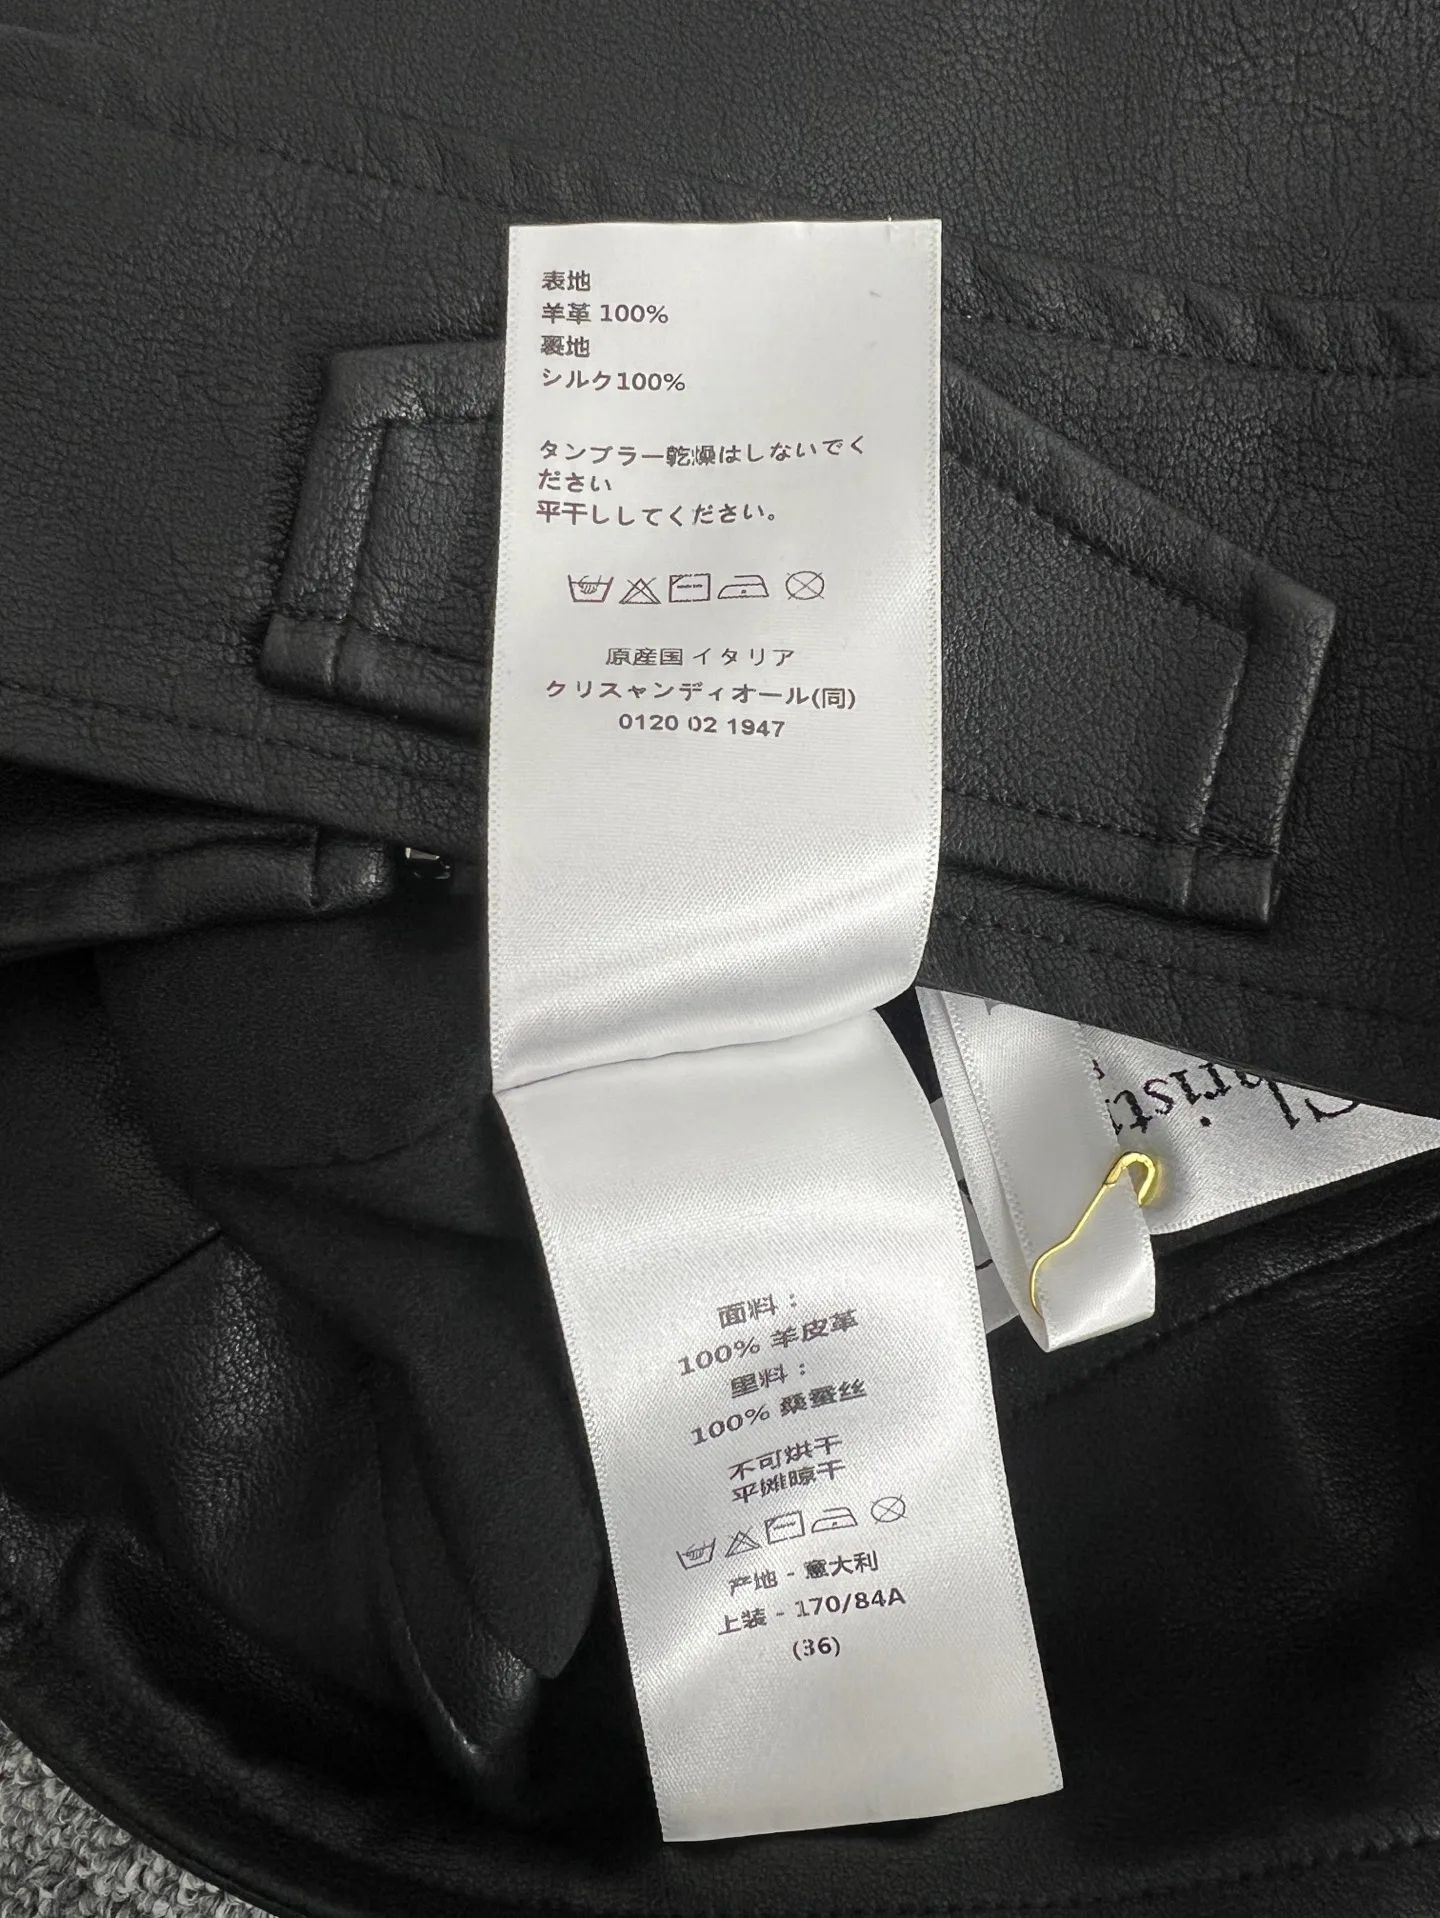 表地
羊革 100%
裏地
シルク100%
タンブラー乾燥はしないでく
ださい
平干ししてください。
原産国 イタリア
クリスチャンディオール(同)
0120 02 1947
Christi
面料：
100% 羊皮革
里料：
100% 桑蚕丝
不可烘干
平摊晾干
产地 - 意大利
上装 - 170/84A
(36)